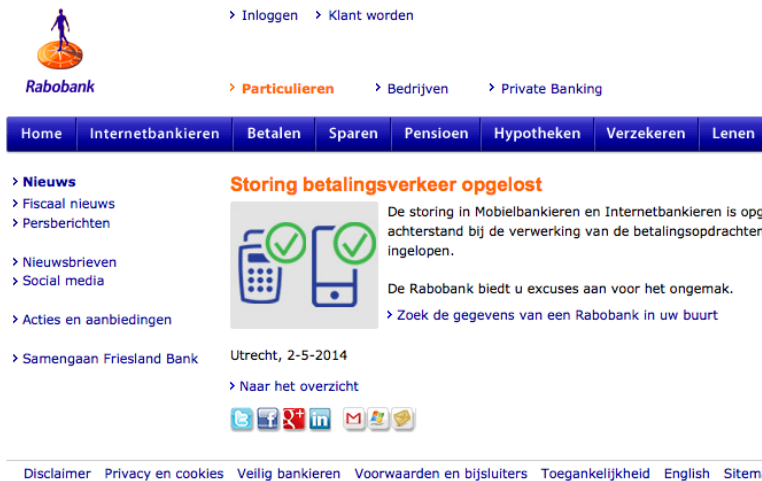 > Inloggen > Klant worden
Rabobank
> Particulieren > Bedrijven > Private Banking
Home Internetbankieren Betalen Sparen Pensioen Hypotheken Verzekeren Lenen
> Nieuws
> Fiscaal nieuws
> Persberichten
> Nieuwsbrieven
> Social media
> Acties en aanbiedingen
> Samengaan Friesland Bank
Storing betalingsverkeer opgelost
De storing in Mobielbankieren en Internetbankieren is
achterstand bij de verwerking van de betalingsopdrachten
ingelopen.
De Rabobank biedt u excuses aan voor het ongemak.
> Zoek de gegevens van een Rabobank in uw buurt
Utrecht, 2-5-2014
> Naar het overzicht
Disclaimer Privacy en cookies Veilig bankieren Voorwaarden en bijsluiters Toegankelijkheid English